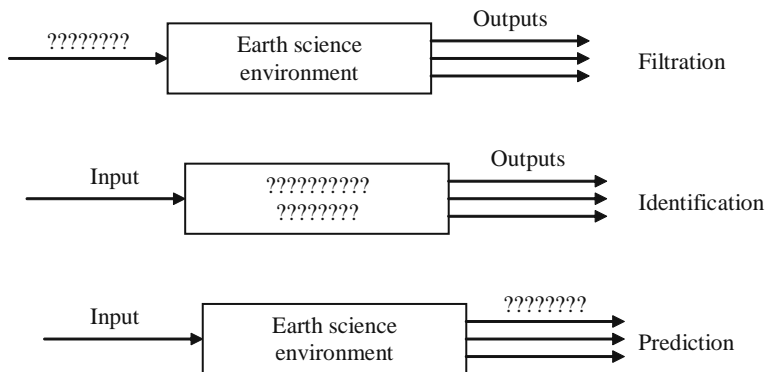 ???????? Earth science environment Outputs Filtration
Input ?????????? ???????? Outputs Identification
Input Earth science environment ???????? Prediction